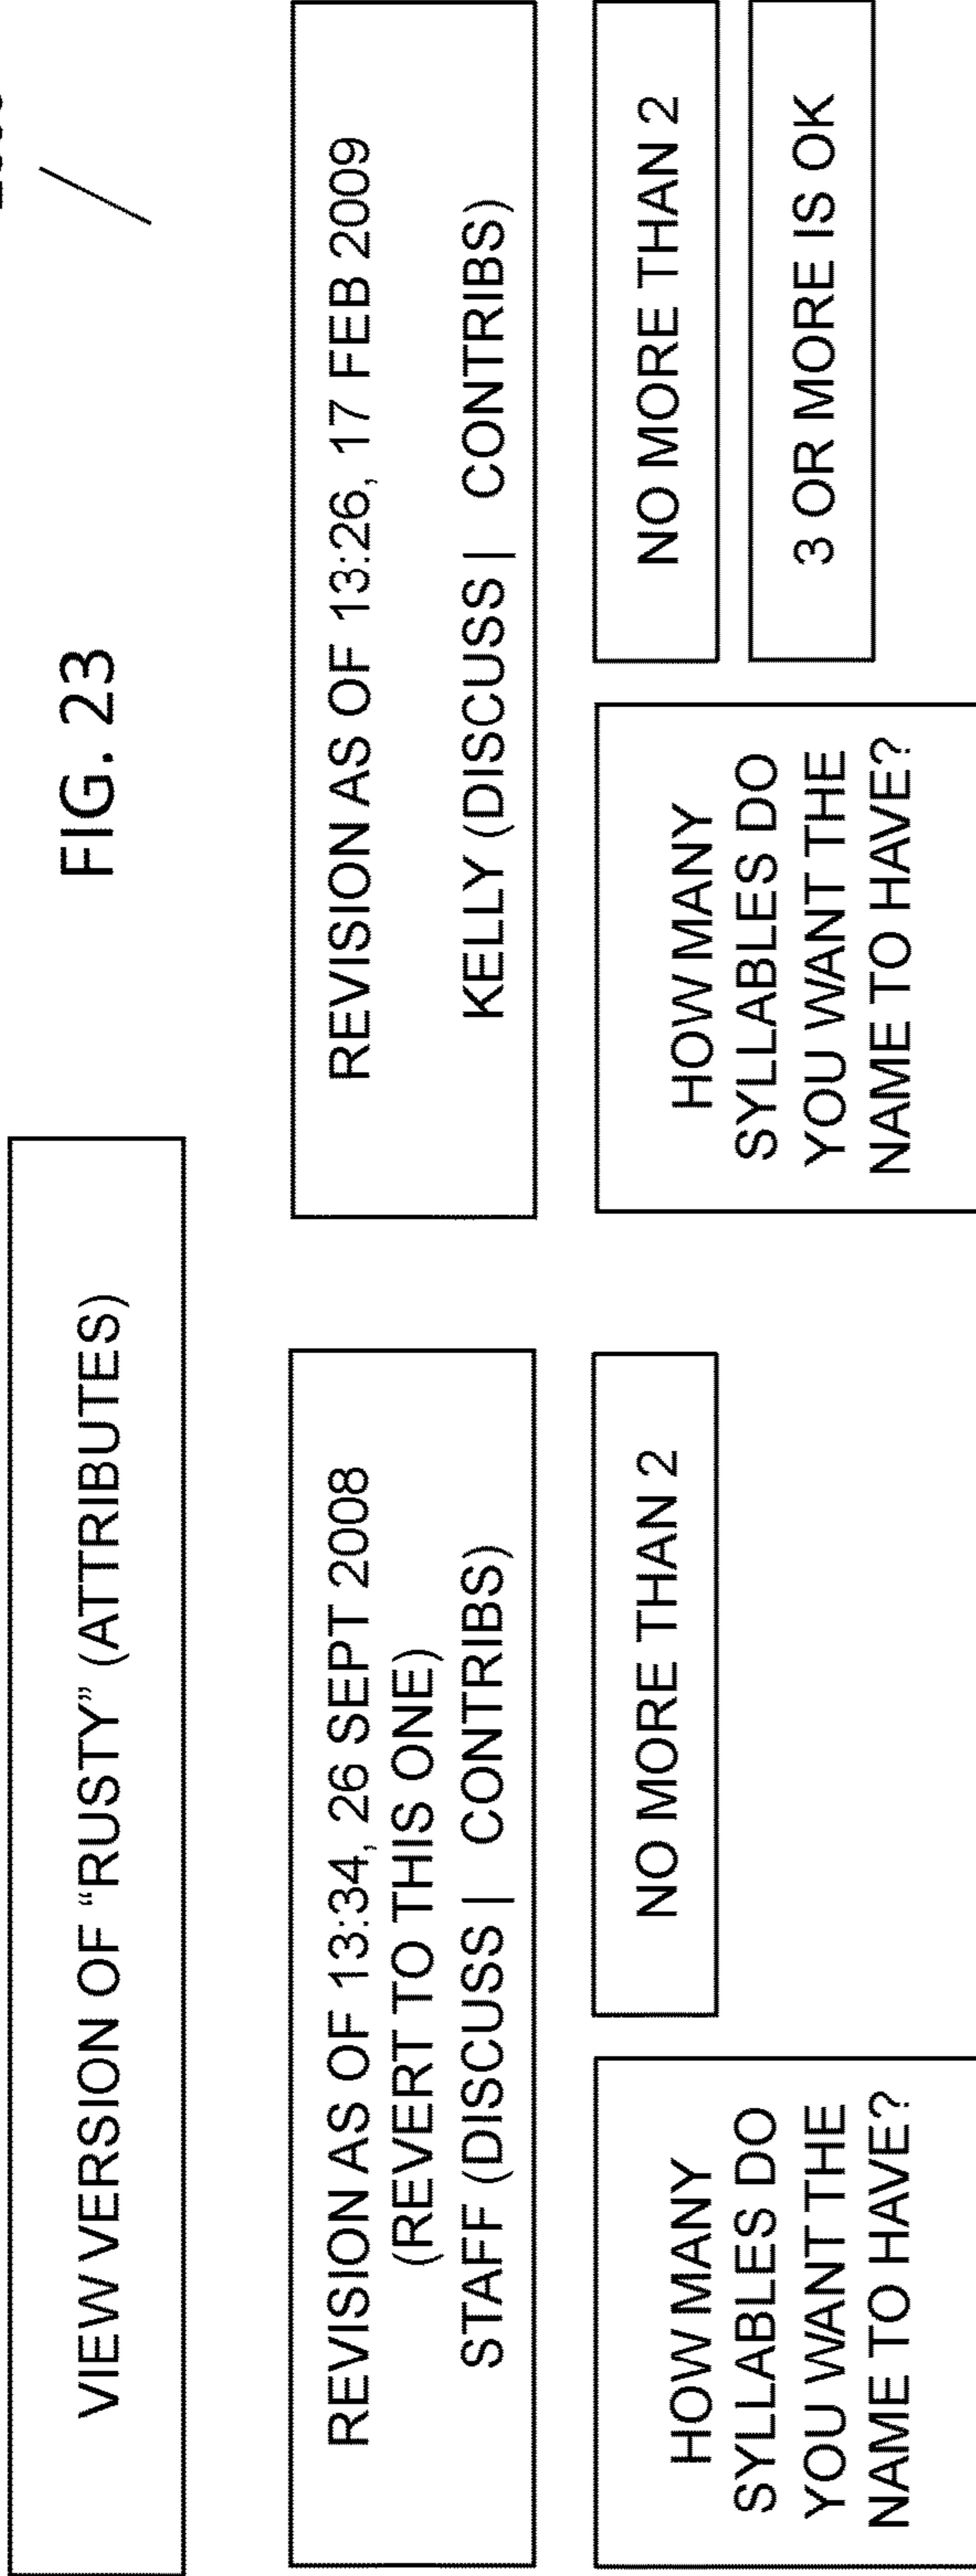 FIG. 23
VIEW VERSION OF “RUSTY” (ATTRIBUTES)
REVISION AS OF 13:34, 26 SEPT 2008
(REVERT TO THIS ONE)
STAFF (DISCUSS | CONTRIBS)
REVISION AS OF 13:26, 17 FEB 2009
KELLY (DISCUSS | CONTRIBS)
HOW MANY
SYLLABLES DO
YOU WANT THE
NAME TO HAVE?
NO MORE THAN 2
HOW MANY
SYLLABLES DO
YOU WANT THE
NAME TO HAVE?
NO MORE THAN 2
3 OR MORE IS OK